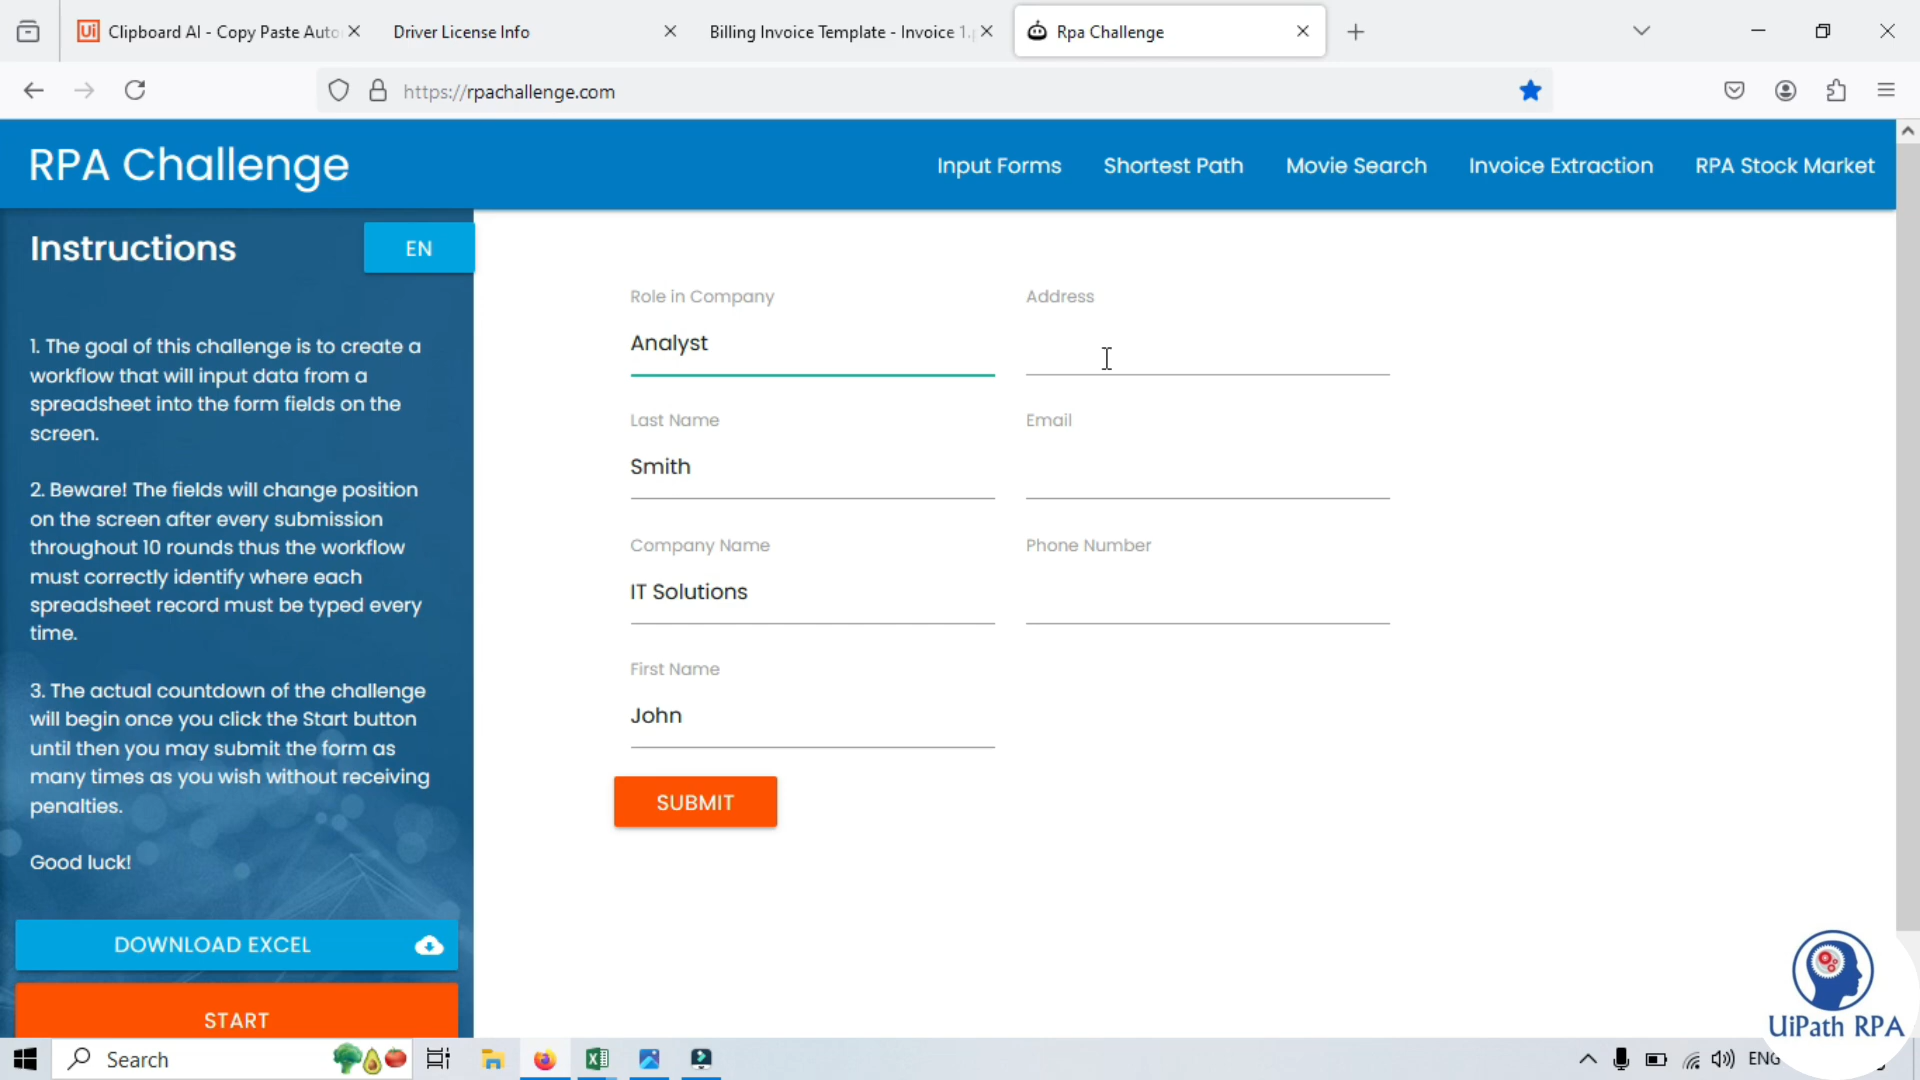 Clipboard AI - Copy Paste Auto
Driver License Info
Billing Invoice Template - Invoice 1.p
Rpa Challenge
https://rpachallenge.com
RPA Challenge
Input Forms
Shortest Path
Movie Search
Invoice Extraction
RPA Stock Market
Instructions
EN
1. The goal of this challenge is to create a
workflow that will input data from a
spreadsheet into the form fields on the
screen.
2. Beware! The fields will change position
on the screen after every submission
throughout 10 rounds thus the workflow
must correctly identify where each
spreadsheet record must be typed every
time.
3. The actual countdown of the challenge
will begin once you click the Start button
until then you may submit the form as
many times as you wish without receiving
penalties.
Good luck!
DOWNLOAD EXCEL
START
Role in Company
Address
Analyst
Last Name
Email
Smith
Company Name
Phone Number
IT Solutions
First Name
John
SUBMIT
UiPath RPA
Search
ENG